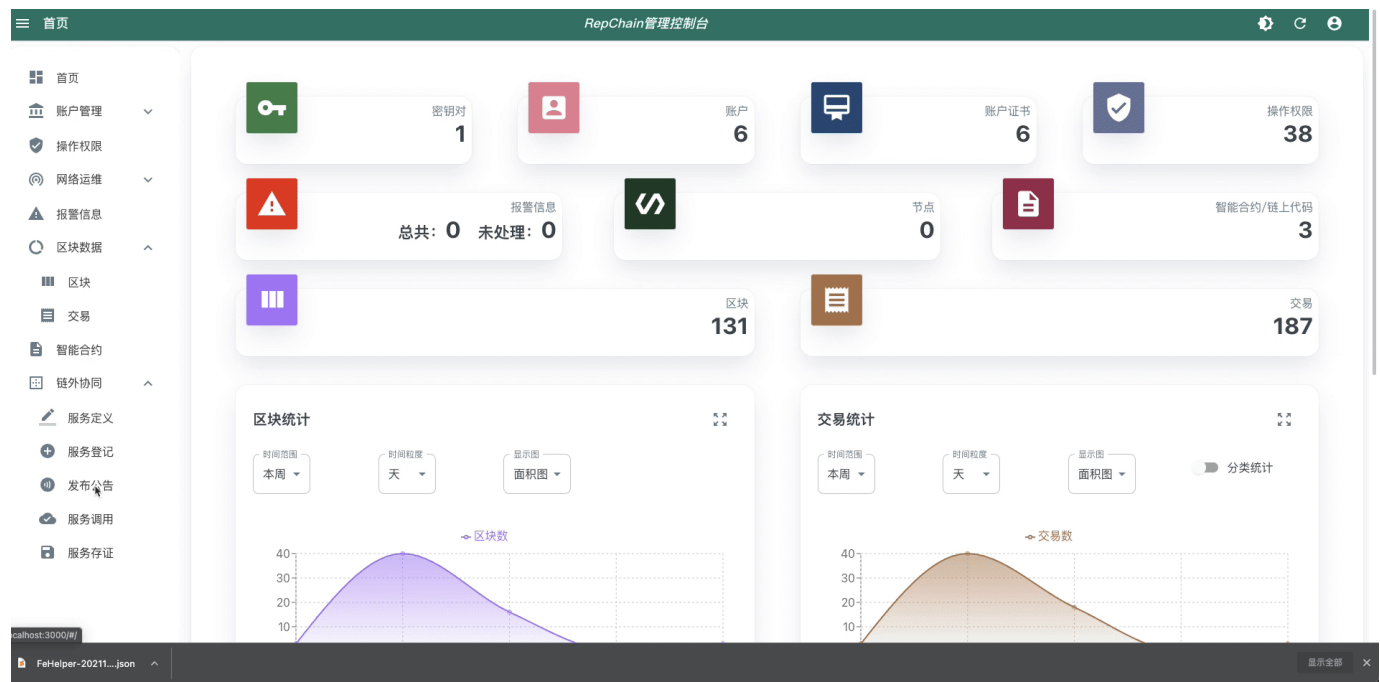 首页 RepChain管理控制台
首页
账户管理
操作权限
网络运维
报警信息
区块数据
区块
交易
智能合约
链外协同
服务定义
服务登记
发布公告
服务调用
服务存证
密钥对
1
账户
6
账户证书
6
操作权限
38
报警信息
总共: 0 未处理: 0
节点
0
智能合约/链上代码
3
区块
131
交易
187
区块统计
时间范围 时间粒度 显示图
本周 天 面积图
区块数
40
30
20
10
交易统计
时间范围 时间粒度 显示图
本周 天 面积图 分类统计
交易数
40
30
20
10
calhost:3000/#/
FeHelper-20211....json 显示全部